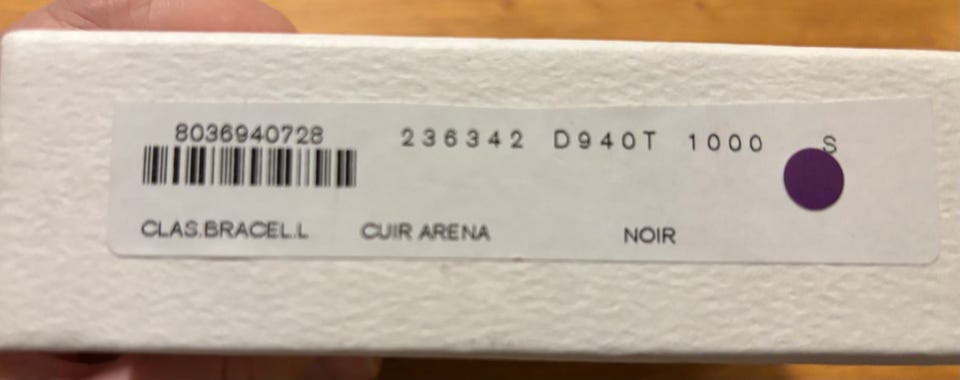 8036940728 236342 D940T 1000 S
CLAS.BRACEL.L CUIR ARENA NOIR